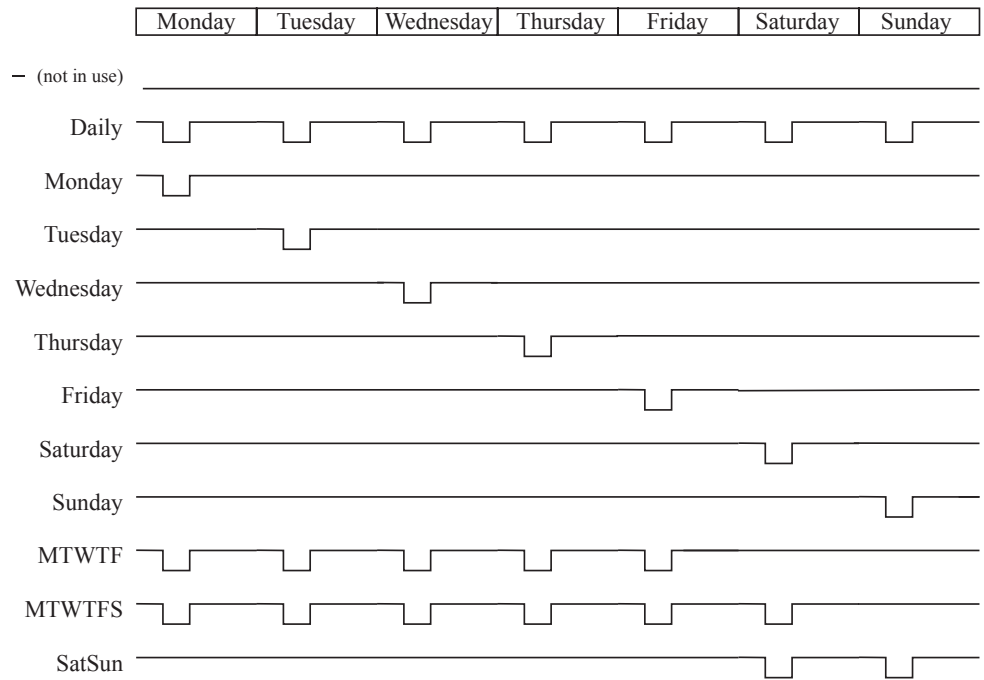 Monday Tuesday Wednesday Thursday Friday Saturday Sunday
– (not in use)
Daily
Monday
Tuesday
Wednesday
Thursday
Friday
Saturday
Sunday
MTWTF
MTWTFS
SatSun